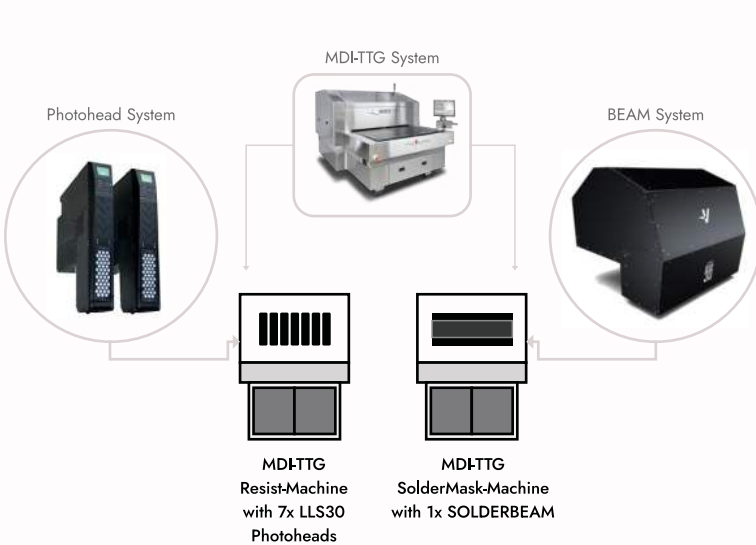 MDI-TTG System
Photohead System
BEAM System
MDI-TTG
Resist-Machine
with 7x LLS30
Photoheads
MDI-TTG
SolderMask-Machine
with 1x SOLDERBEAM